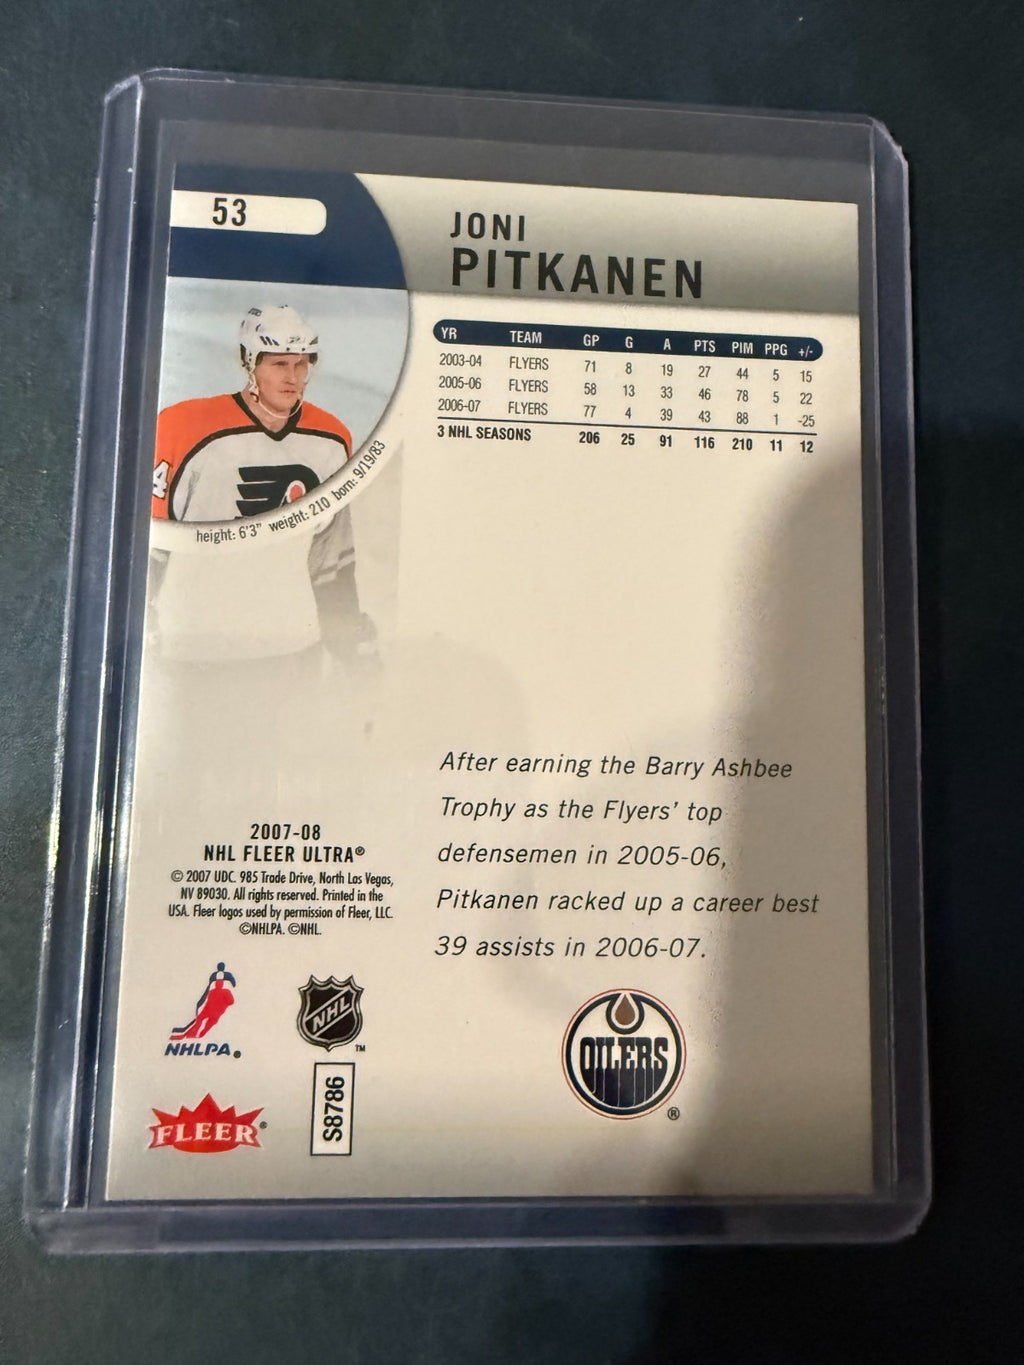 53
JONI
PITKANEN
YR TEAM GP G A PTS PIM PPG +/-
2003-04 FLYERS 71 8 19 27 44 5 15
2005-06 FLYERS 58 13 33 46 78 5 22
2006-07 FLYERS 77 4 39 43 88 1 -25
3 NHL SEASONS 206 25 91 116 210 11 12
4
height: 6'3" weight: 210 born: 9/19/83
After earning the Barry Ashbee
Trophy as the Flyers' top
defensemen in 2005-06,
Pitkanen racked up a career best
39 assists in 2006-07.
2007-08
NHL FLEER ULTRA®
© 2007 UDC. 985 Trade Drive, North Las Vegas,
NV 89030. All rights reserved. Printed in the
USA. Fleer logos used by permission of Fleer, LLC.
©NHLPA. ©NHL.
NHLPA®
NHL™
OILERS®
FLEER®
S8786